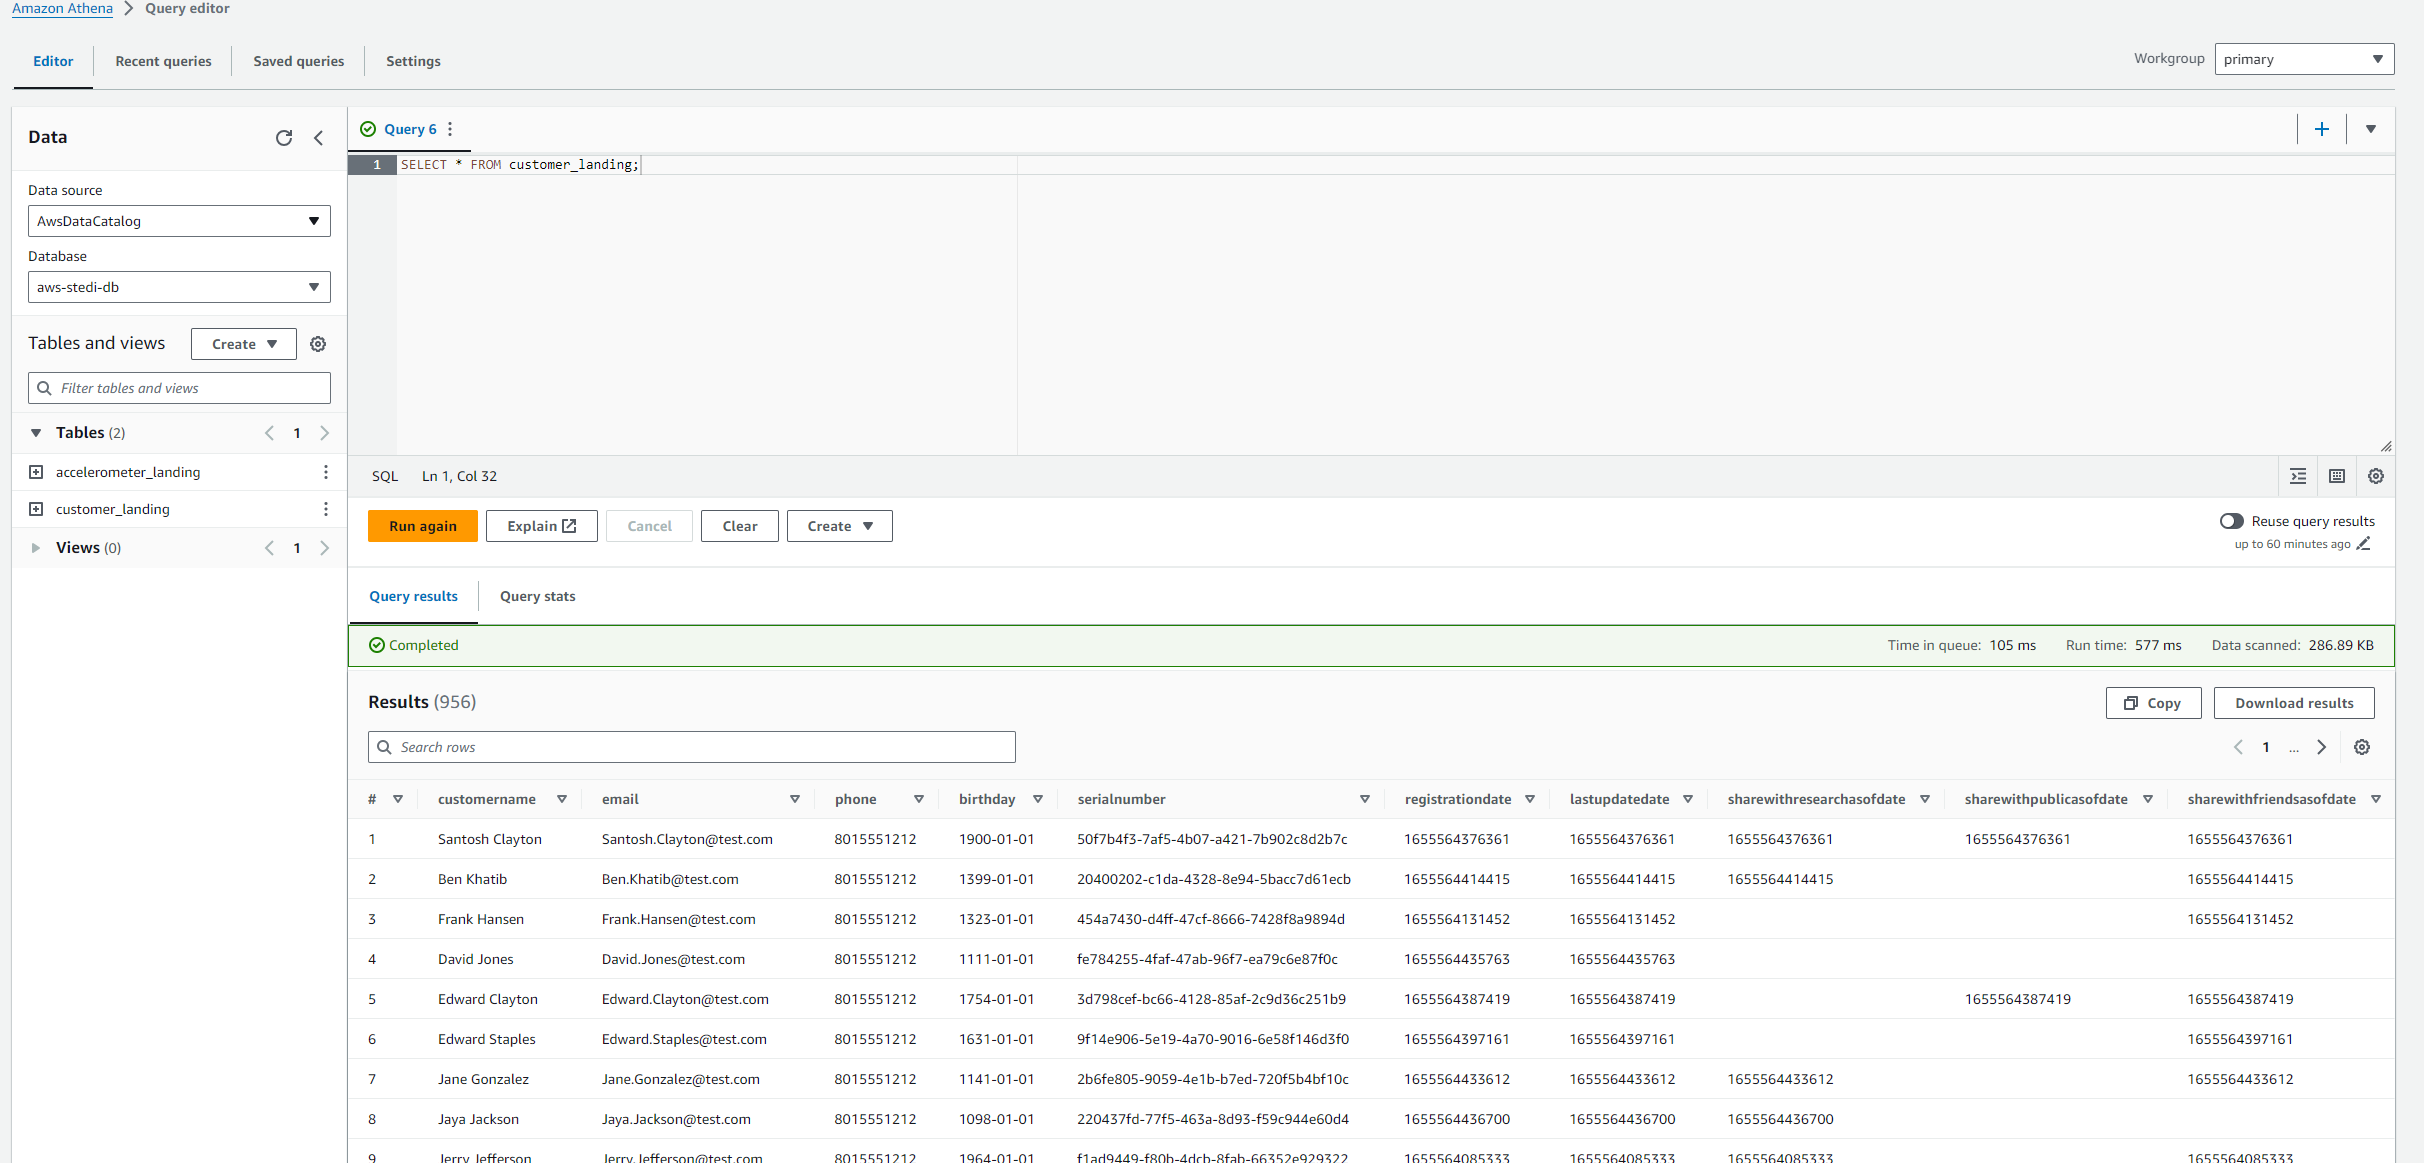 Amazon Athena > Query editor
Editor Recent queries Saved queries Settings
Workgroup primary
Data
Data source
AwsDataCatalog
Database
aws-stedi-db
Tables and views Create
Filter tables and views
Tables (2) 1
accelerometer_landing
customer_landing
Views (0) 1
Query 6
1 SELECT * FROM customer_landing;
SQL Ln 1, Col 32
Run again Explain Cancel Clear Create
Reuse query results
up to 60 minutes ago
Query results Query stats
Completed Time in queue: 105 ms Run time: 577 ms Data scanned: 286.89 KB
Results (956) Copy Download results
Search rows 1 ...
# customername email phone birthday serialnumber registrationdate lastupdatedate sharewithresearchasofdate sharewithpublicasofdate sharewithfriendsasofdate
1 Santosh Clayton Santosh.Clayton@test.com 8015551212 1900-01-01 50f7b4f3-7af5-4b07-a421-7b902c8d2b7c 1655564376361 1655564376361 1655564376361 1655564376361 1655564376361
2 Ben Khatib Ben.Khatib@test.com 8015551212 1399-01-01 20400202-c1da-4328-8e94-5bacc7d61ecb 1655564414415 1655564414415 1655564414415 1655564414415
3 Frank Hansen Frank.Hansen@test.com 8015551212 1323-01-01 454a7430-d4ff-47cf-8666-7428f8a9894d 1655564131452 1655564131452 1655564131452
4 David Jones David.Jones@test.com 8015551212 1111-01-01 fe784255-4faf-47ab-96f7-ea79c6e87f0c 1655564435763 1655564435763
5 Edward Clayton Edward.Clayton@test.com 8015551212 1754-01-01 3d798cef-bc66-4128-85af-2c9d36c251b9 1655564387419 1655564387419 1655564387419 1655564387419
6 Edward Staples Edward.Staples@test.com 8015551212 1631-01-01 9f14e906-5e19-4a70-9016-6e58f146d3f0 1655564397161 1655564397161 1655564397161
7 Jane Gonzalez Jane.Gonzalez@test.com 8015551212 1141-01-01 2b6fe805-9059-4e1b-b7ed-720f5b4bf10c 1655564433612 1655564433612 1655564433612 1655564433612
8 Jaya Jackson Jaya.Jackson@test.com 8015551212 1098-01-01 220437fd-77f5-463a-8d93-f59c944e60d4 1655564436700 1655564436700 1655564436700
9 Jerry Jefferson Jerry.Jefferson@test.com 8015551212 1964-01-01 f1ad9449-f80b-4dcb-8fab-66352e929322 1655564085333 1655564085333 1655564085333 1655564085333